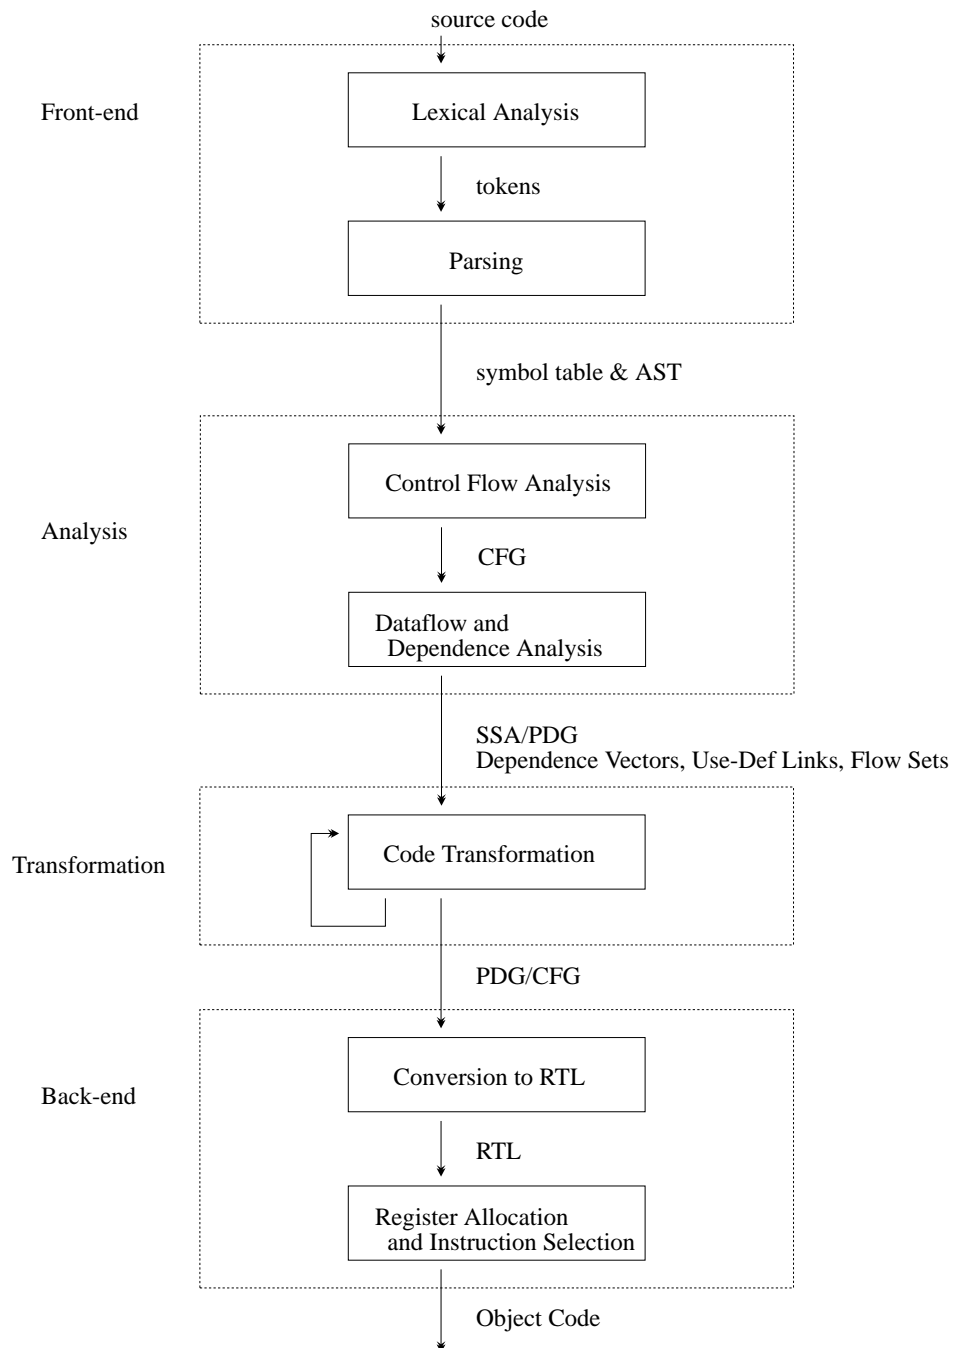 source code
Front-end
Lexical Analysis
tokens
Parsing
symbol table & AST
Control Flow Analysis
Analysis
CFG
Dataflow and
Dependence Analysis
SSA/PDG
Dependence Vectors, Use-Def Links, Flow Sets
Code Transformation
Transformation
PDG/CFG
Conversion to RTL
Back-end
RTL
Register Allocation
and Instruction Selection
Object Code